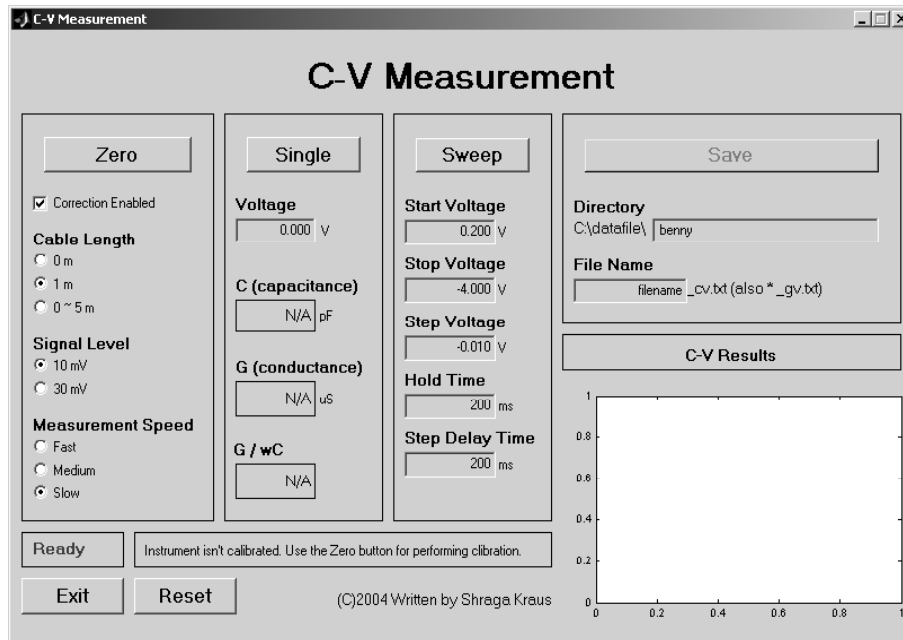 C-V Measurement
C-V Measurement
Zero
Correction Enabled
Cable Length
0 m
1 m
0 ~ 5 m
Signal Level
10 mV
30 mV
Measurement Speed
Fast
Medium
Slow
Single
Voltage
0.000 V
C (capacitance)
N/A pF
G (conductance)
N/A uS
G / wC
N/A
Sweep
Start Voltage
0.200 V
Stop Voltage
-4.000 V
Step Voltage
-0.010 V
Hold Time
200 ms
Step Delay Time
200 ms
Save
Directory
C:\datafile\ benny
File Name
filename _cv.txt (also * _gv.txt)
C-V Results
1
0.8
0.6
0.4
0.2
0
0 0.2 0.4 0.6 0.8 1
Ready
Instrument isn't calibrated. Use the Zero button for performing clibration.
Exit
Reset
(C)2004 Written by Shraga Kraus